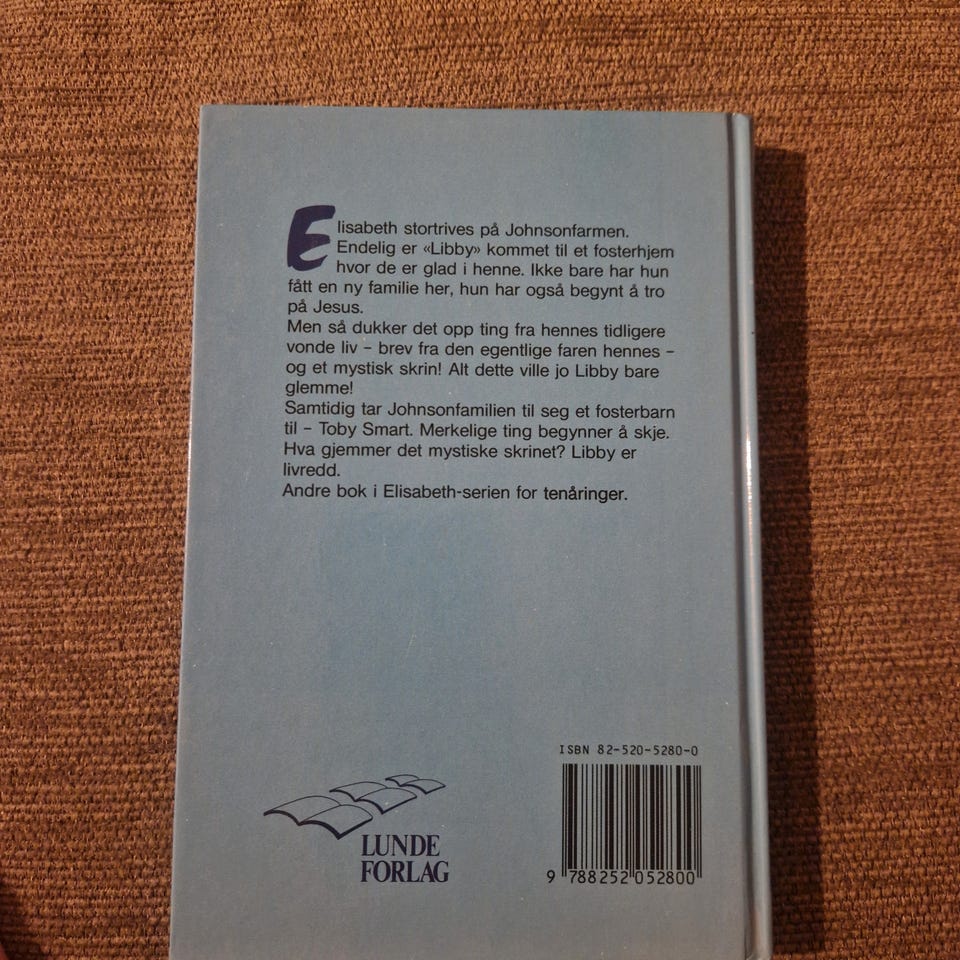 Elisabeth stortrives på Johnsonfarmen.
Endelig er «Libby» kommet til et fosterhjem
hvor de er glad i henne. Ikke bare har hun
fått en ny familie her, hun har også begynt å tro
på Jesus.
Men så dukker det opp ting fra hennes tidligere
vonde liv – brev fra den egentlige faren hennes –
og et mystisk skrin! Alt dette ville jo Libby bare
glemme!
Samtidig tar Johnsonfamilien til seg et fosterbarn
til – Toby Smart. Merkelige ting begynner å skje.
Hva gjemmer det mystiske skrinet? Libby er
livredd.
Andre bok i Elisabeth-serien for tenåringer.
ISBN 82-520-5280-0
LUNDE
FORLAG
9 788252 052800